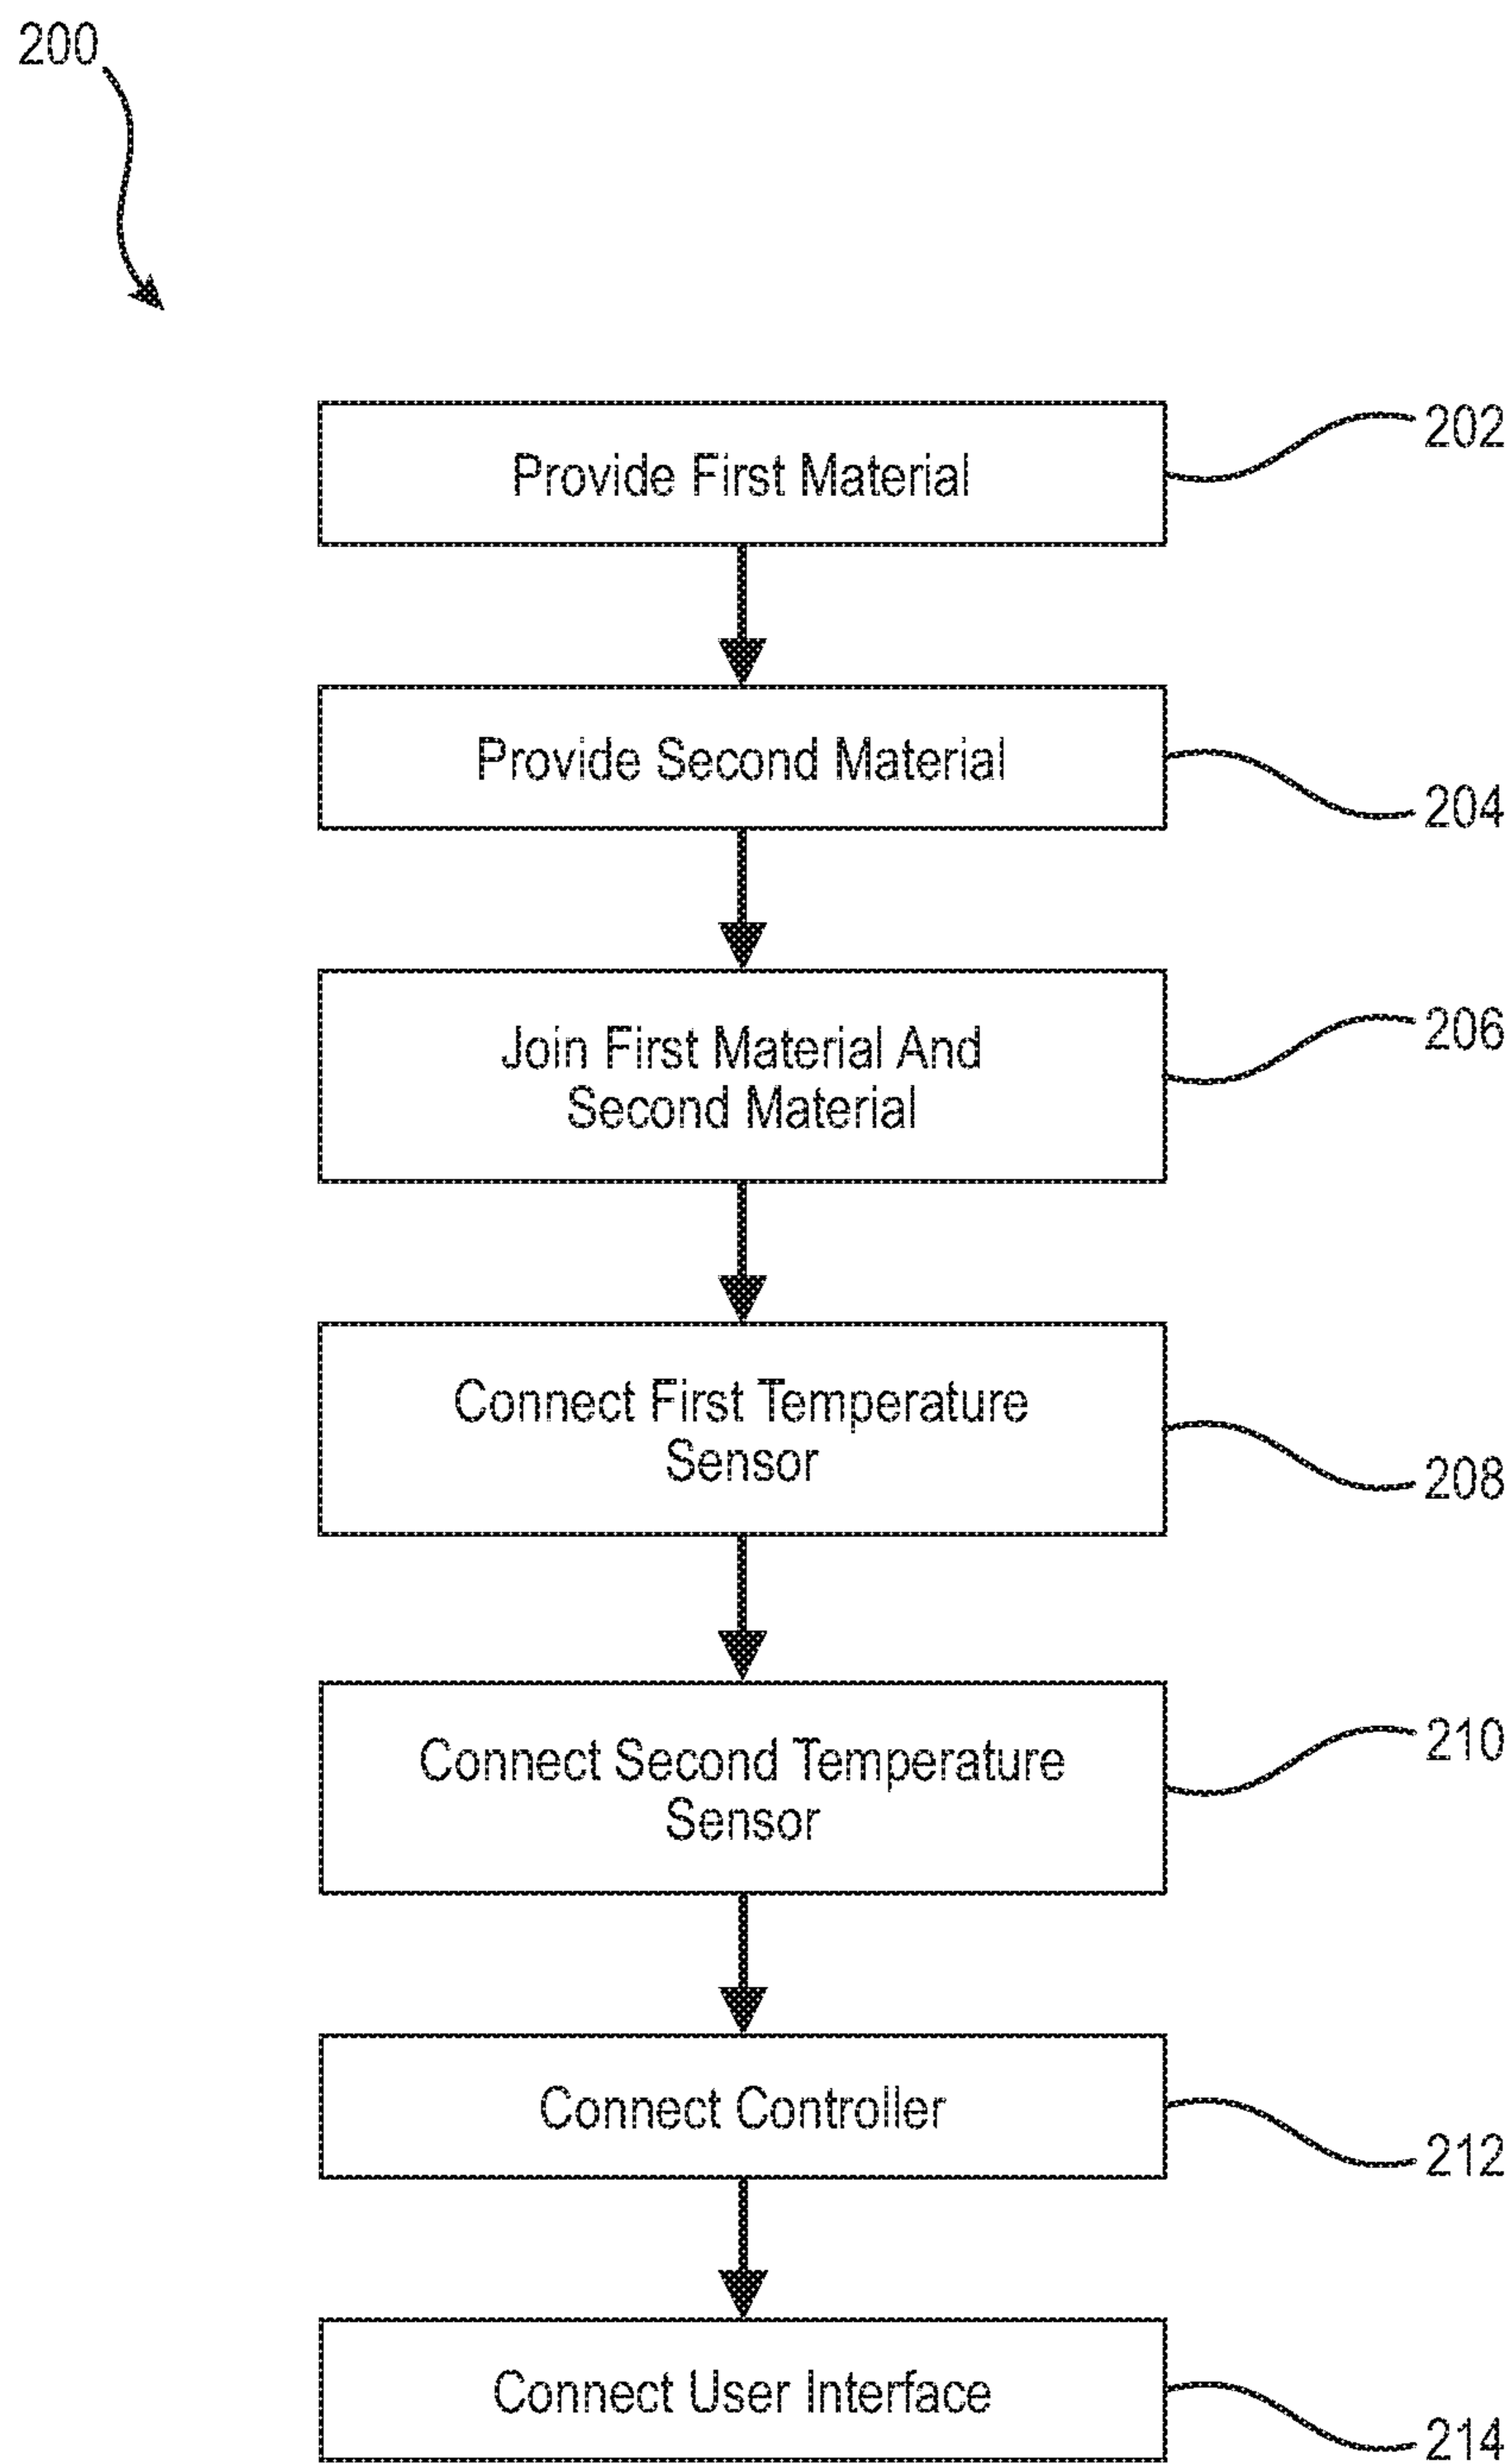 200
Provide First Material
202
Provide Second Material
204
Join First Material And
Second Material
206
Connect First Temperature
Sensor
208
Connect Second Temperature
Sensor
210
Connect Controller
212
Connect User Interface
214